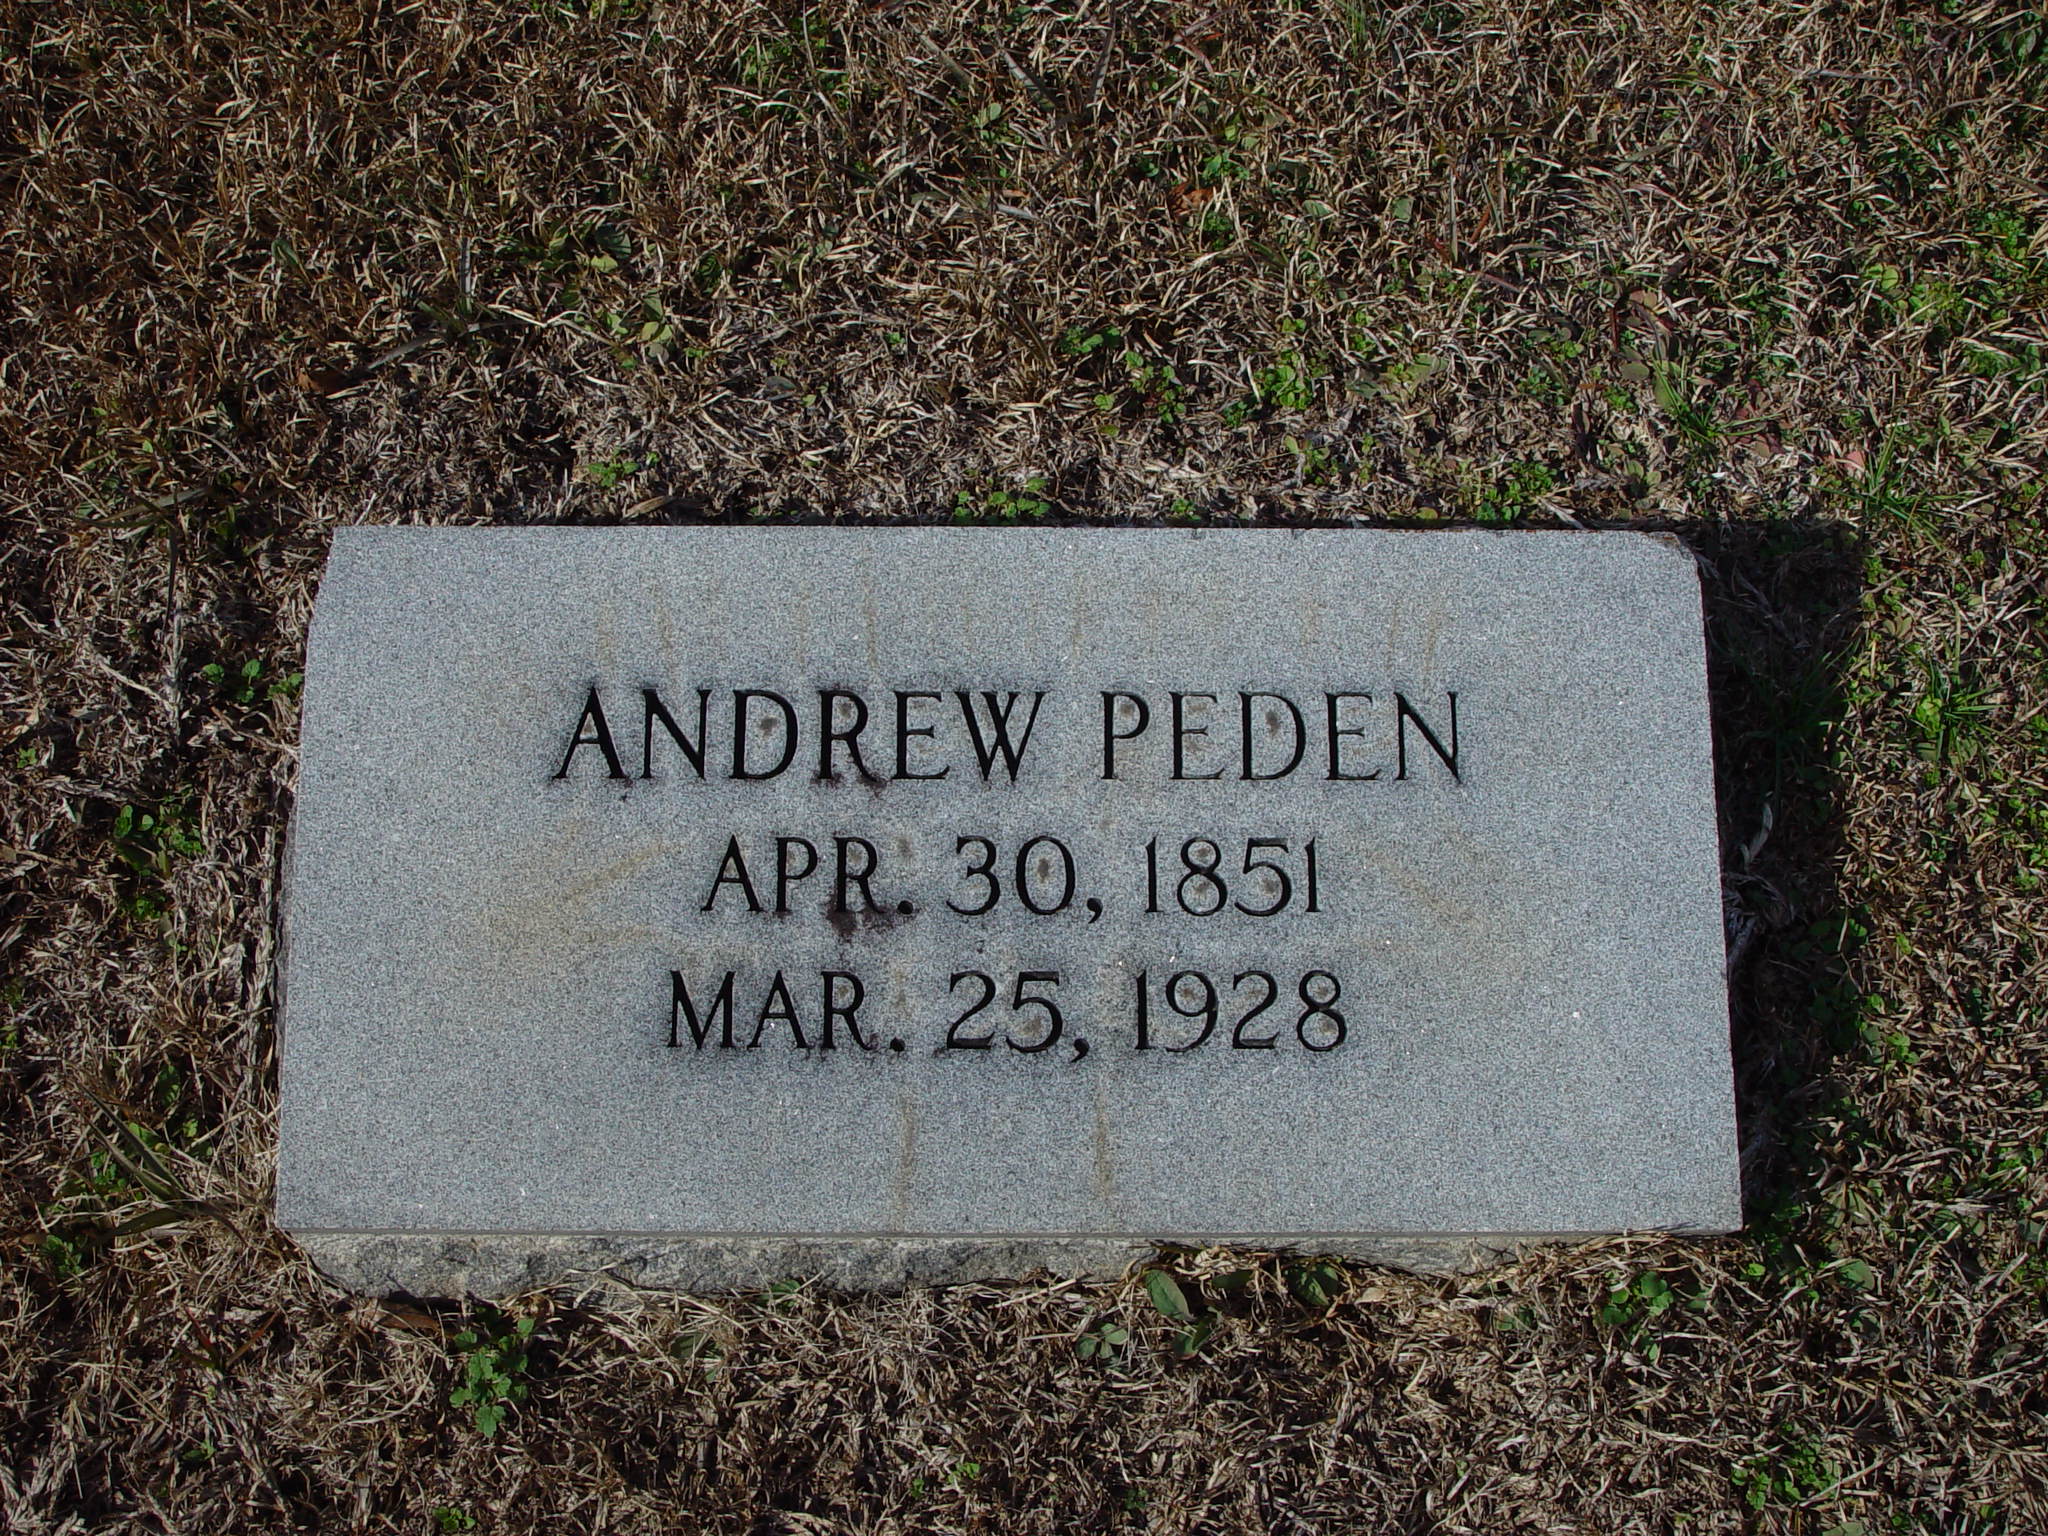 ANDREW PEDEN
APR. 30, 1851
MAR. 25, 1928